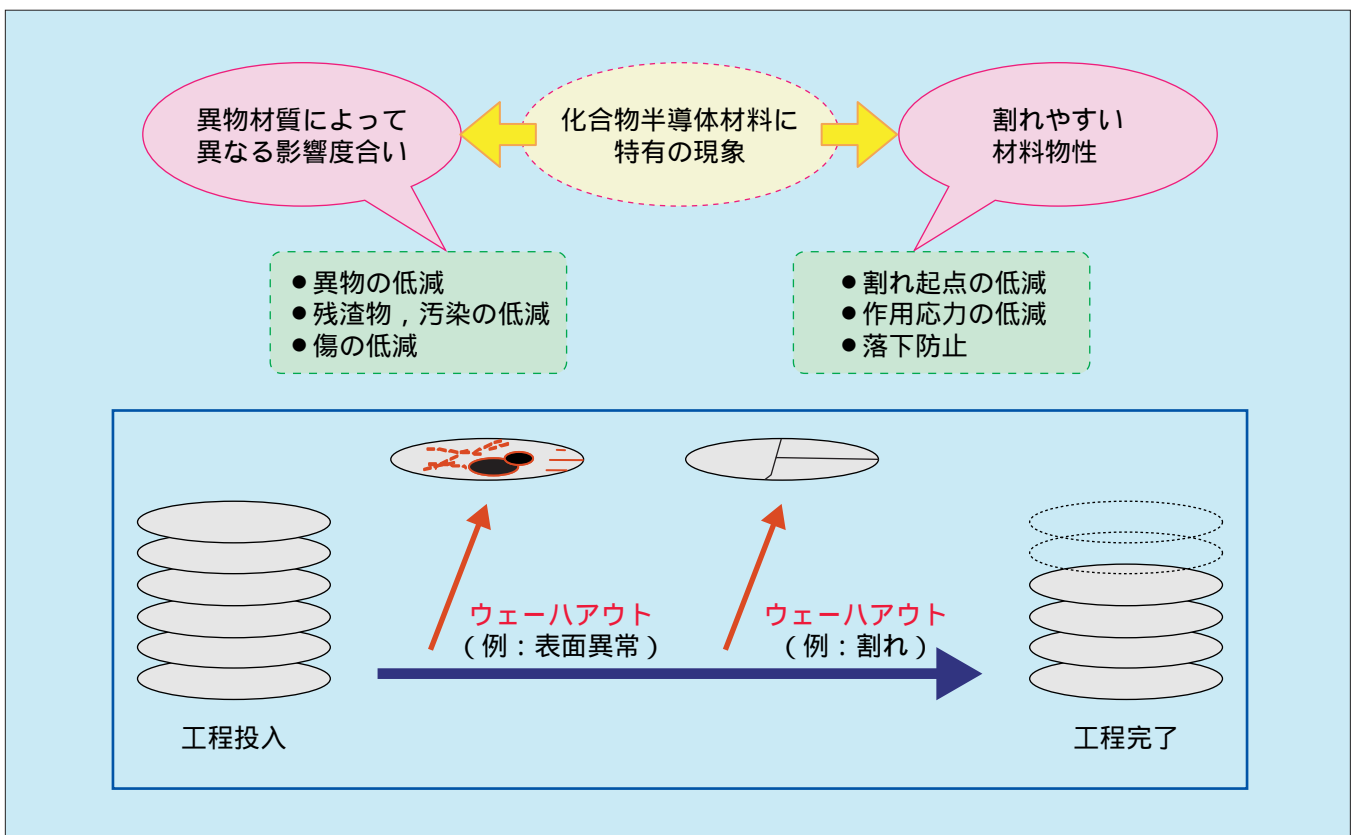 異物材質によって
異なる影響度合い
化合物半導体材料に
特有の現象
割れやすい
材料物性
●異物の低減
●残渣物，汚染の低減
●傷の低減
●割れ起点の低減
●作用応力の低減
●落下防止
ウェーハアウト
（例：表面異常）
ウェーハアウト
（例：割れ）
工程投入
工程完了